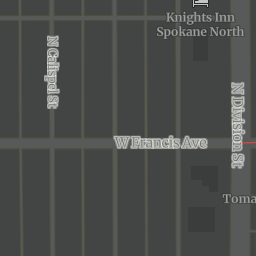 Knights Inn
Spokane North
N Calispel St
N Division St
W Francis Ave
Toma